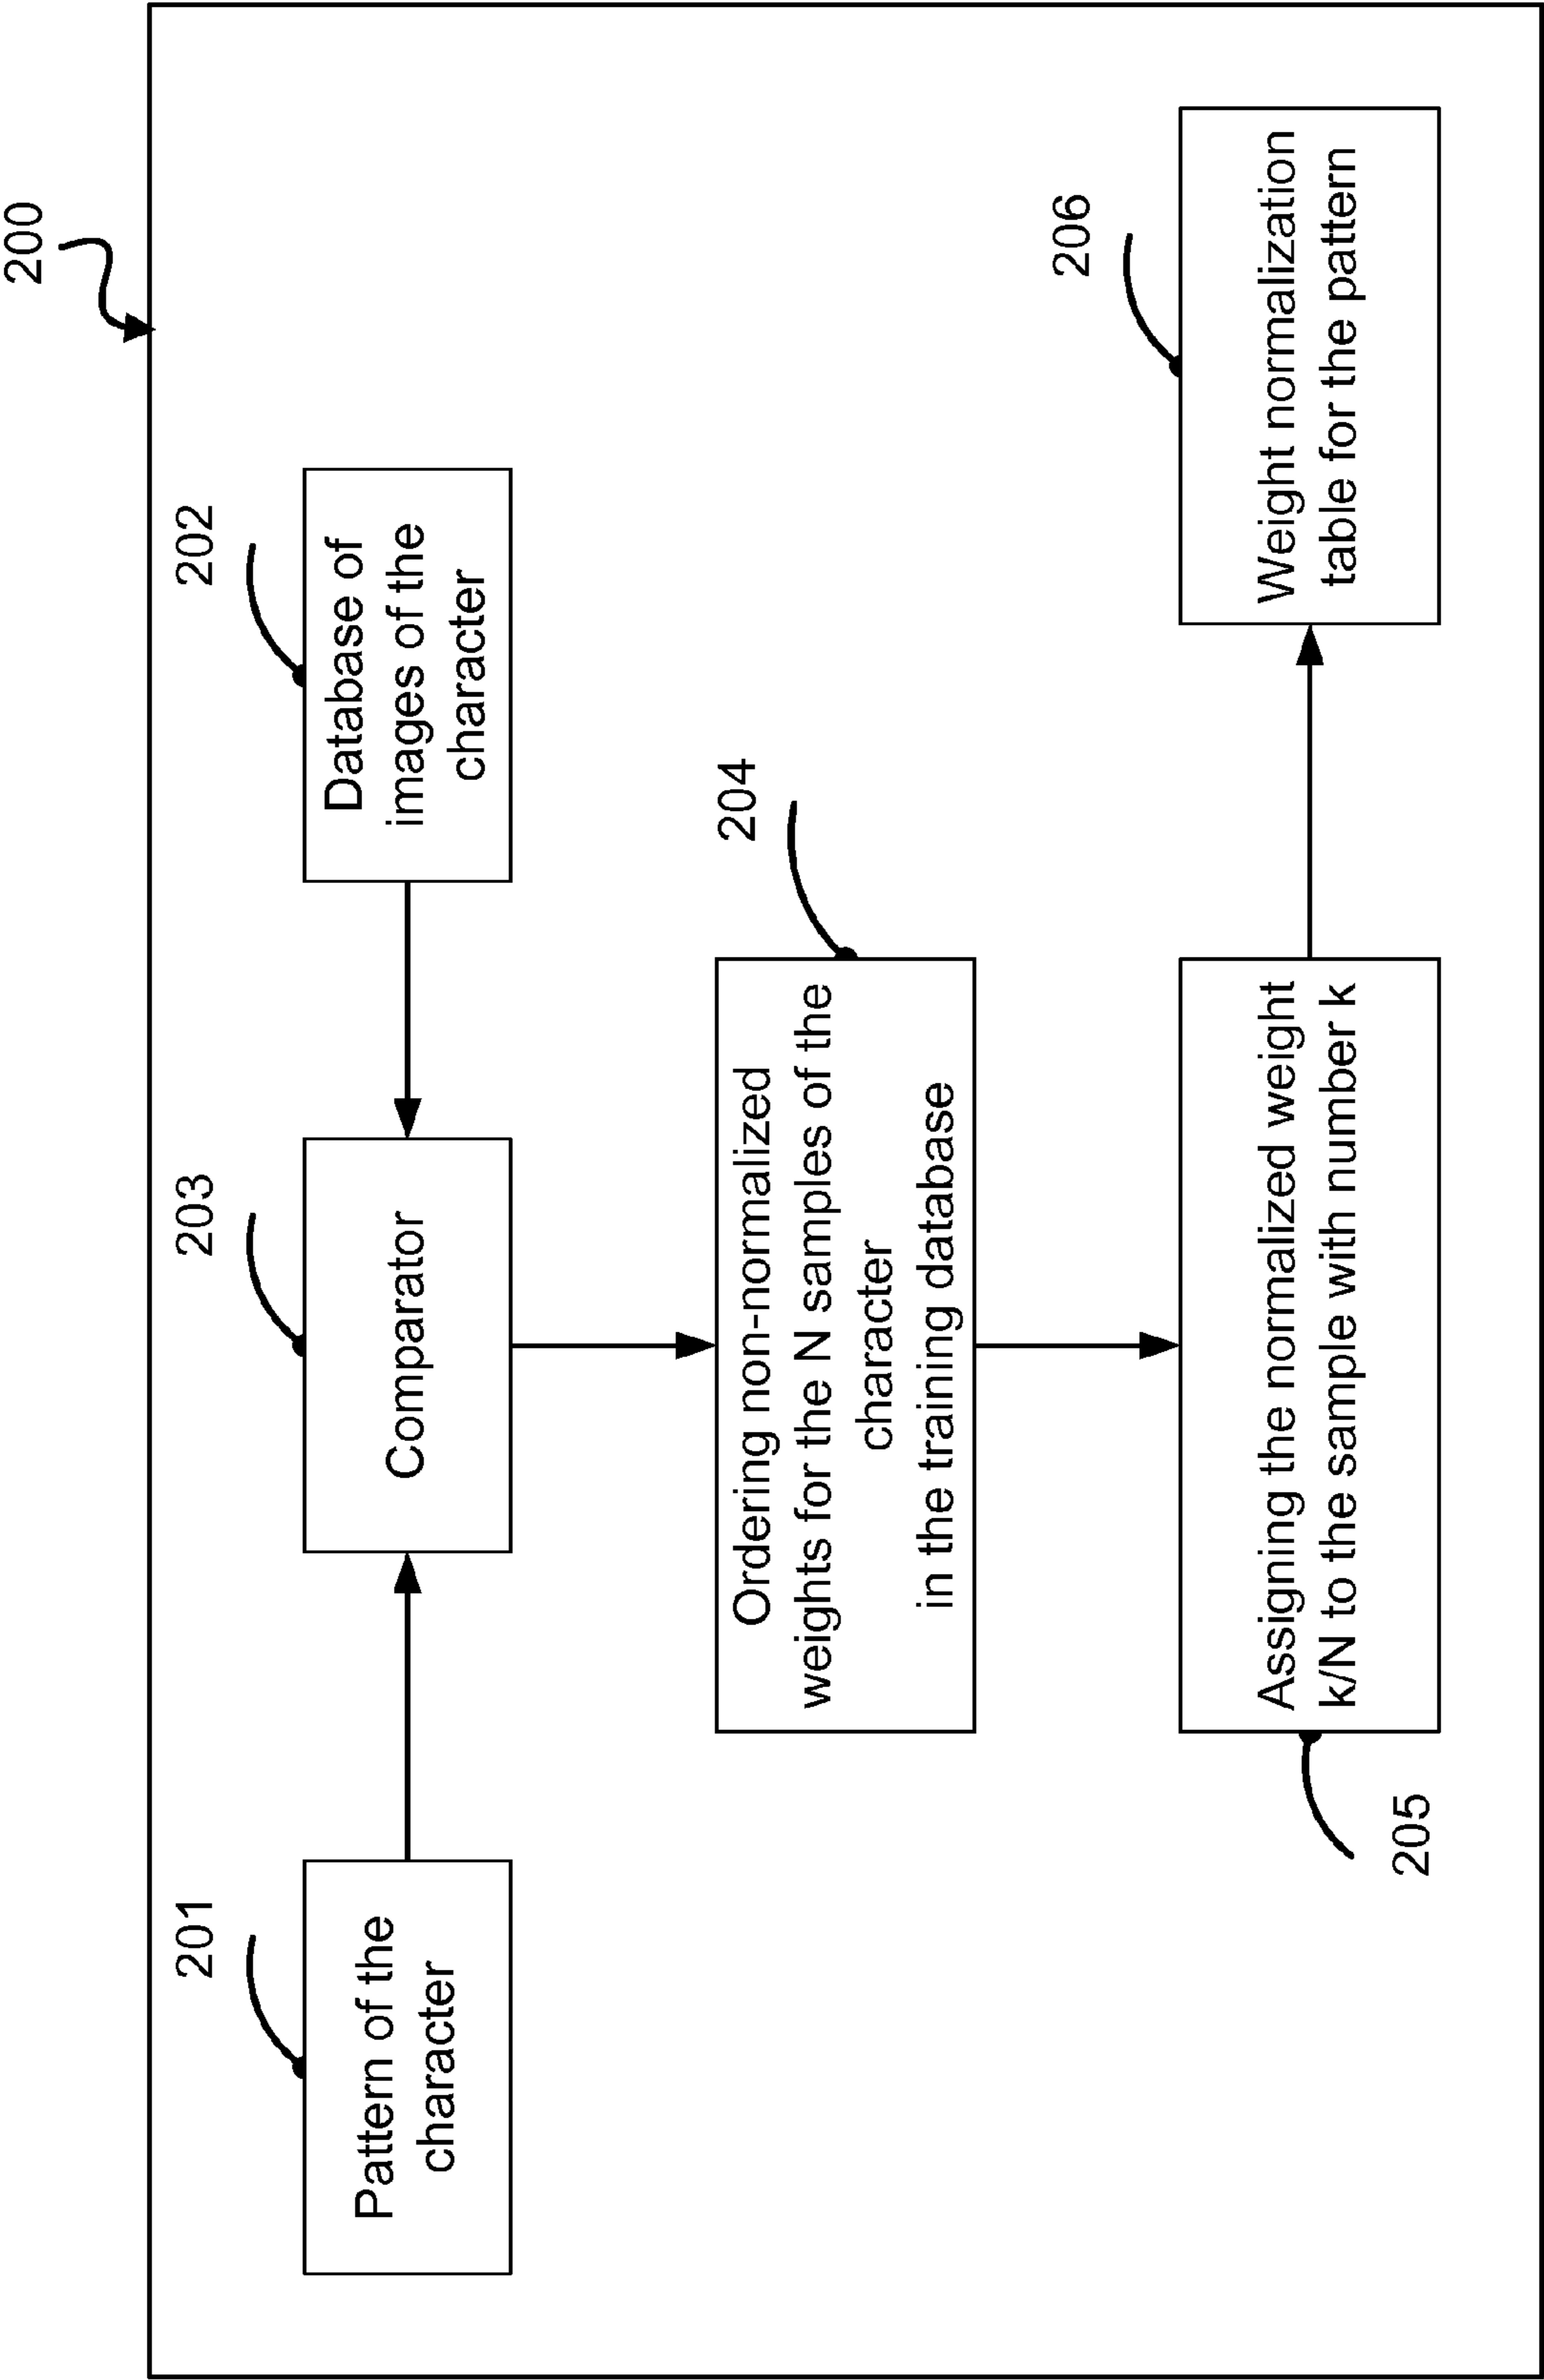 200
201
Pattern of the
character
203
Comparator
202
Database of
images of the
character
204
Ordering non-normalized
weights for the N samples of the
character
in the training database
205
Assigning the normalized weight
k/N to the sample with number k
206
Weight normalization
table for the pattern